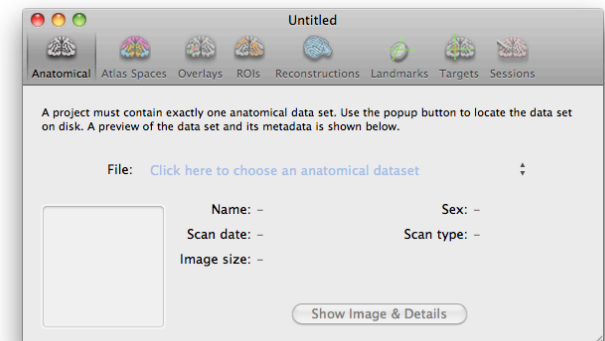 Untitled
Anatomical Atlas Spaces Overlays ROIs Reconstructions Landmarks Targets Sessions
A project must contain exactly one anatomical data set. Use the popup button to locate the data set
on disk. A preview of the data set and its metadata is shown below.
File: Click here to choose an anatomical dataset
Name: – Sex: –
Scan date: – Scan type: –
Image size: –
Show Image & Details